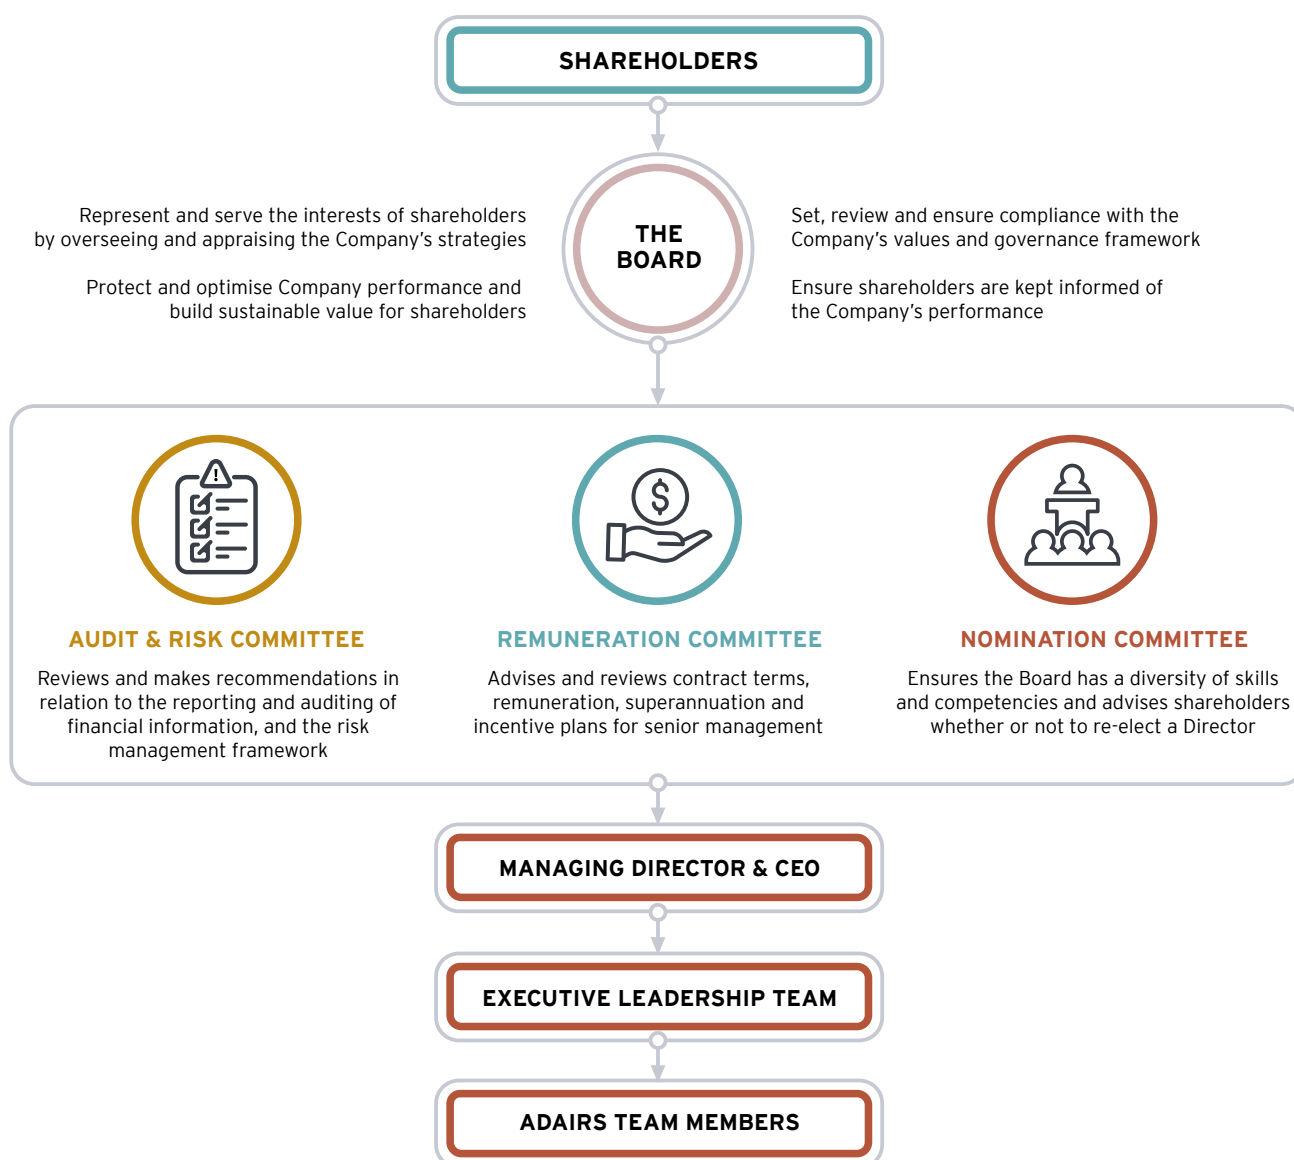 SHAREHOLDERS
Represent and serve the interests of shareholders
by overseeing and appraising the Company’s strategies
Protect and optimise Company performance and
build sustainable value for shareholders
THE
BOARD
Set, review and ensure compliance with the
Company’s values and governance framework
Ensure shareholders are kept informed of
the Company’s performance
!
$
AUDIT & RISK COMMITTEE
Reviews and makes recommendations in
relation to the reporting and auditing of
financial information, and the risk
management framework
REMUNERATION COMMITTEE
Advises and reviews contract terms,
remuneration, superannuation and
incentive plans for senior management
NOMINATION COMMITTEE
Ensures the Board has a diversity of skills
and competencies and advises shareholders
whether or not to re-elect a Director
MANAGING DIRECTOR & CEO
EXECUTIVE LEADERSHIP TEAM
ADAIRS TEAM MEMBERS